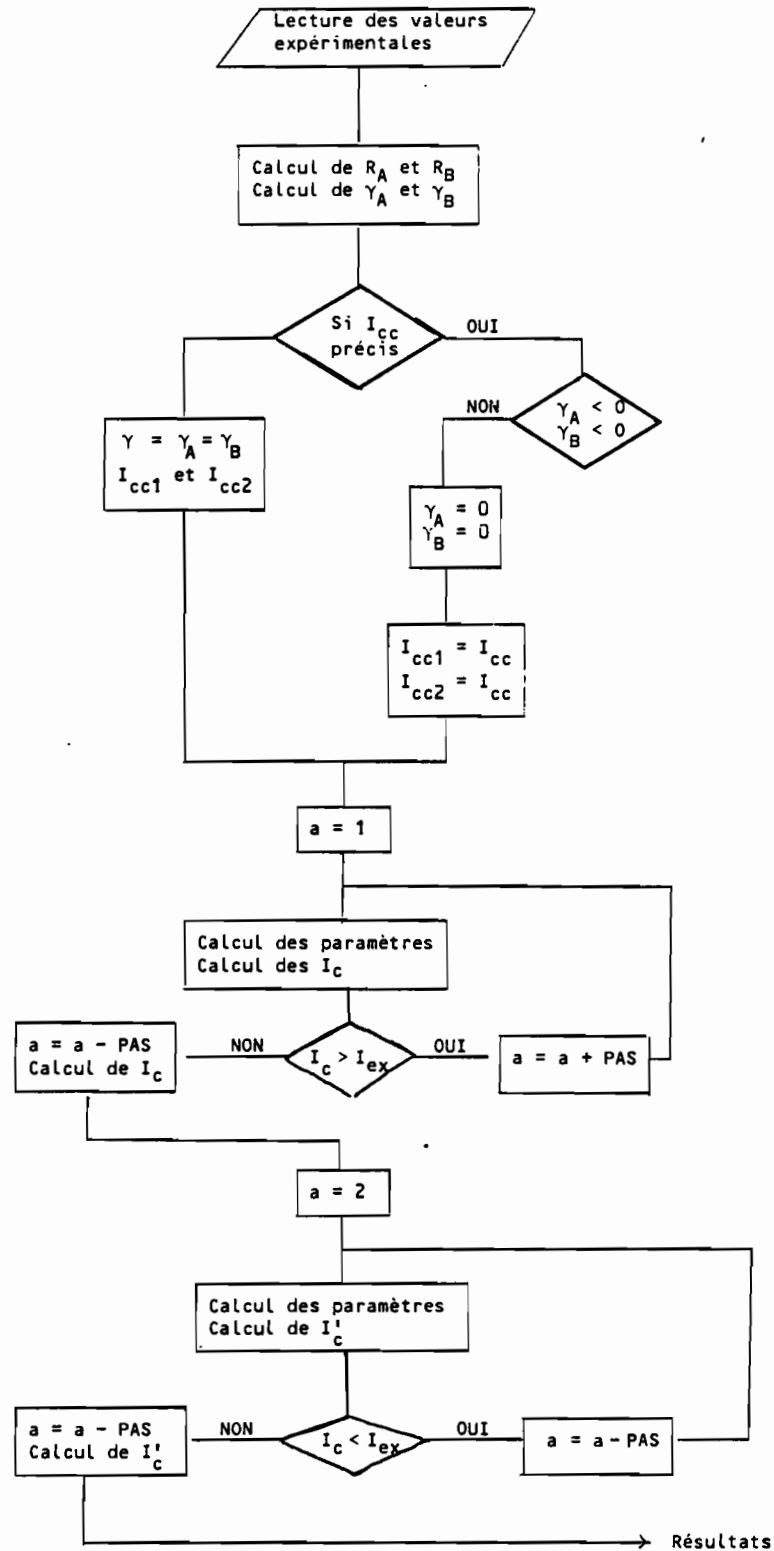 Lecture des valeurs
expérimentales
Calcul de R_A et R_B
Calcul de γ_A et γ_B
Si I_cc
précis
OUI
γ_A < 0
γ_B < 0
NON
γ = γ_A = γ_B
I_cc1 et I_cc2
γ_A = 0
γ_B = 0
I_cc1 = I_cc
I_cc2 = I_cc
a = 1
Calcul des paramètres
Calcul des I_c
a = a - PAS
Calcul de I_c
NON
I_c > I_ex
OUI
a = a + PAS
a = 2
Calcul des paramètres
Calcul de I'_c
a = a - PAS
Calcul de I'_c
NON
I_c < I_ex
OUI
a = a - PAS
Résultats